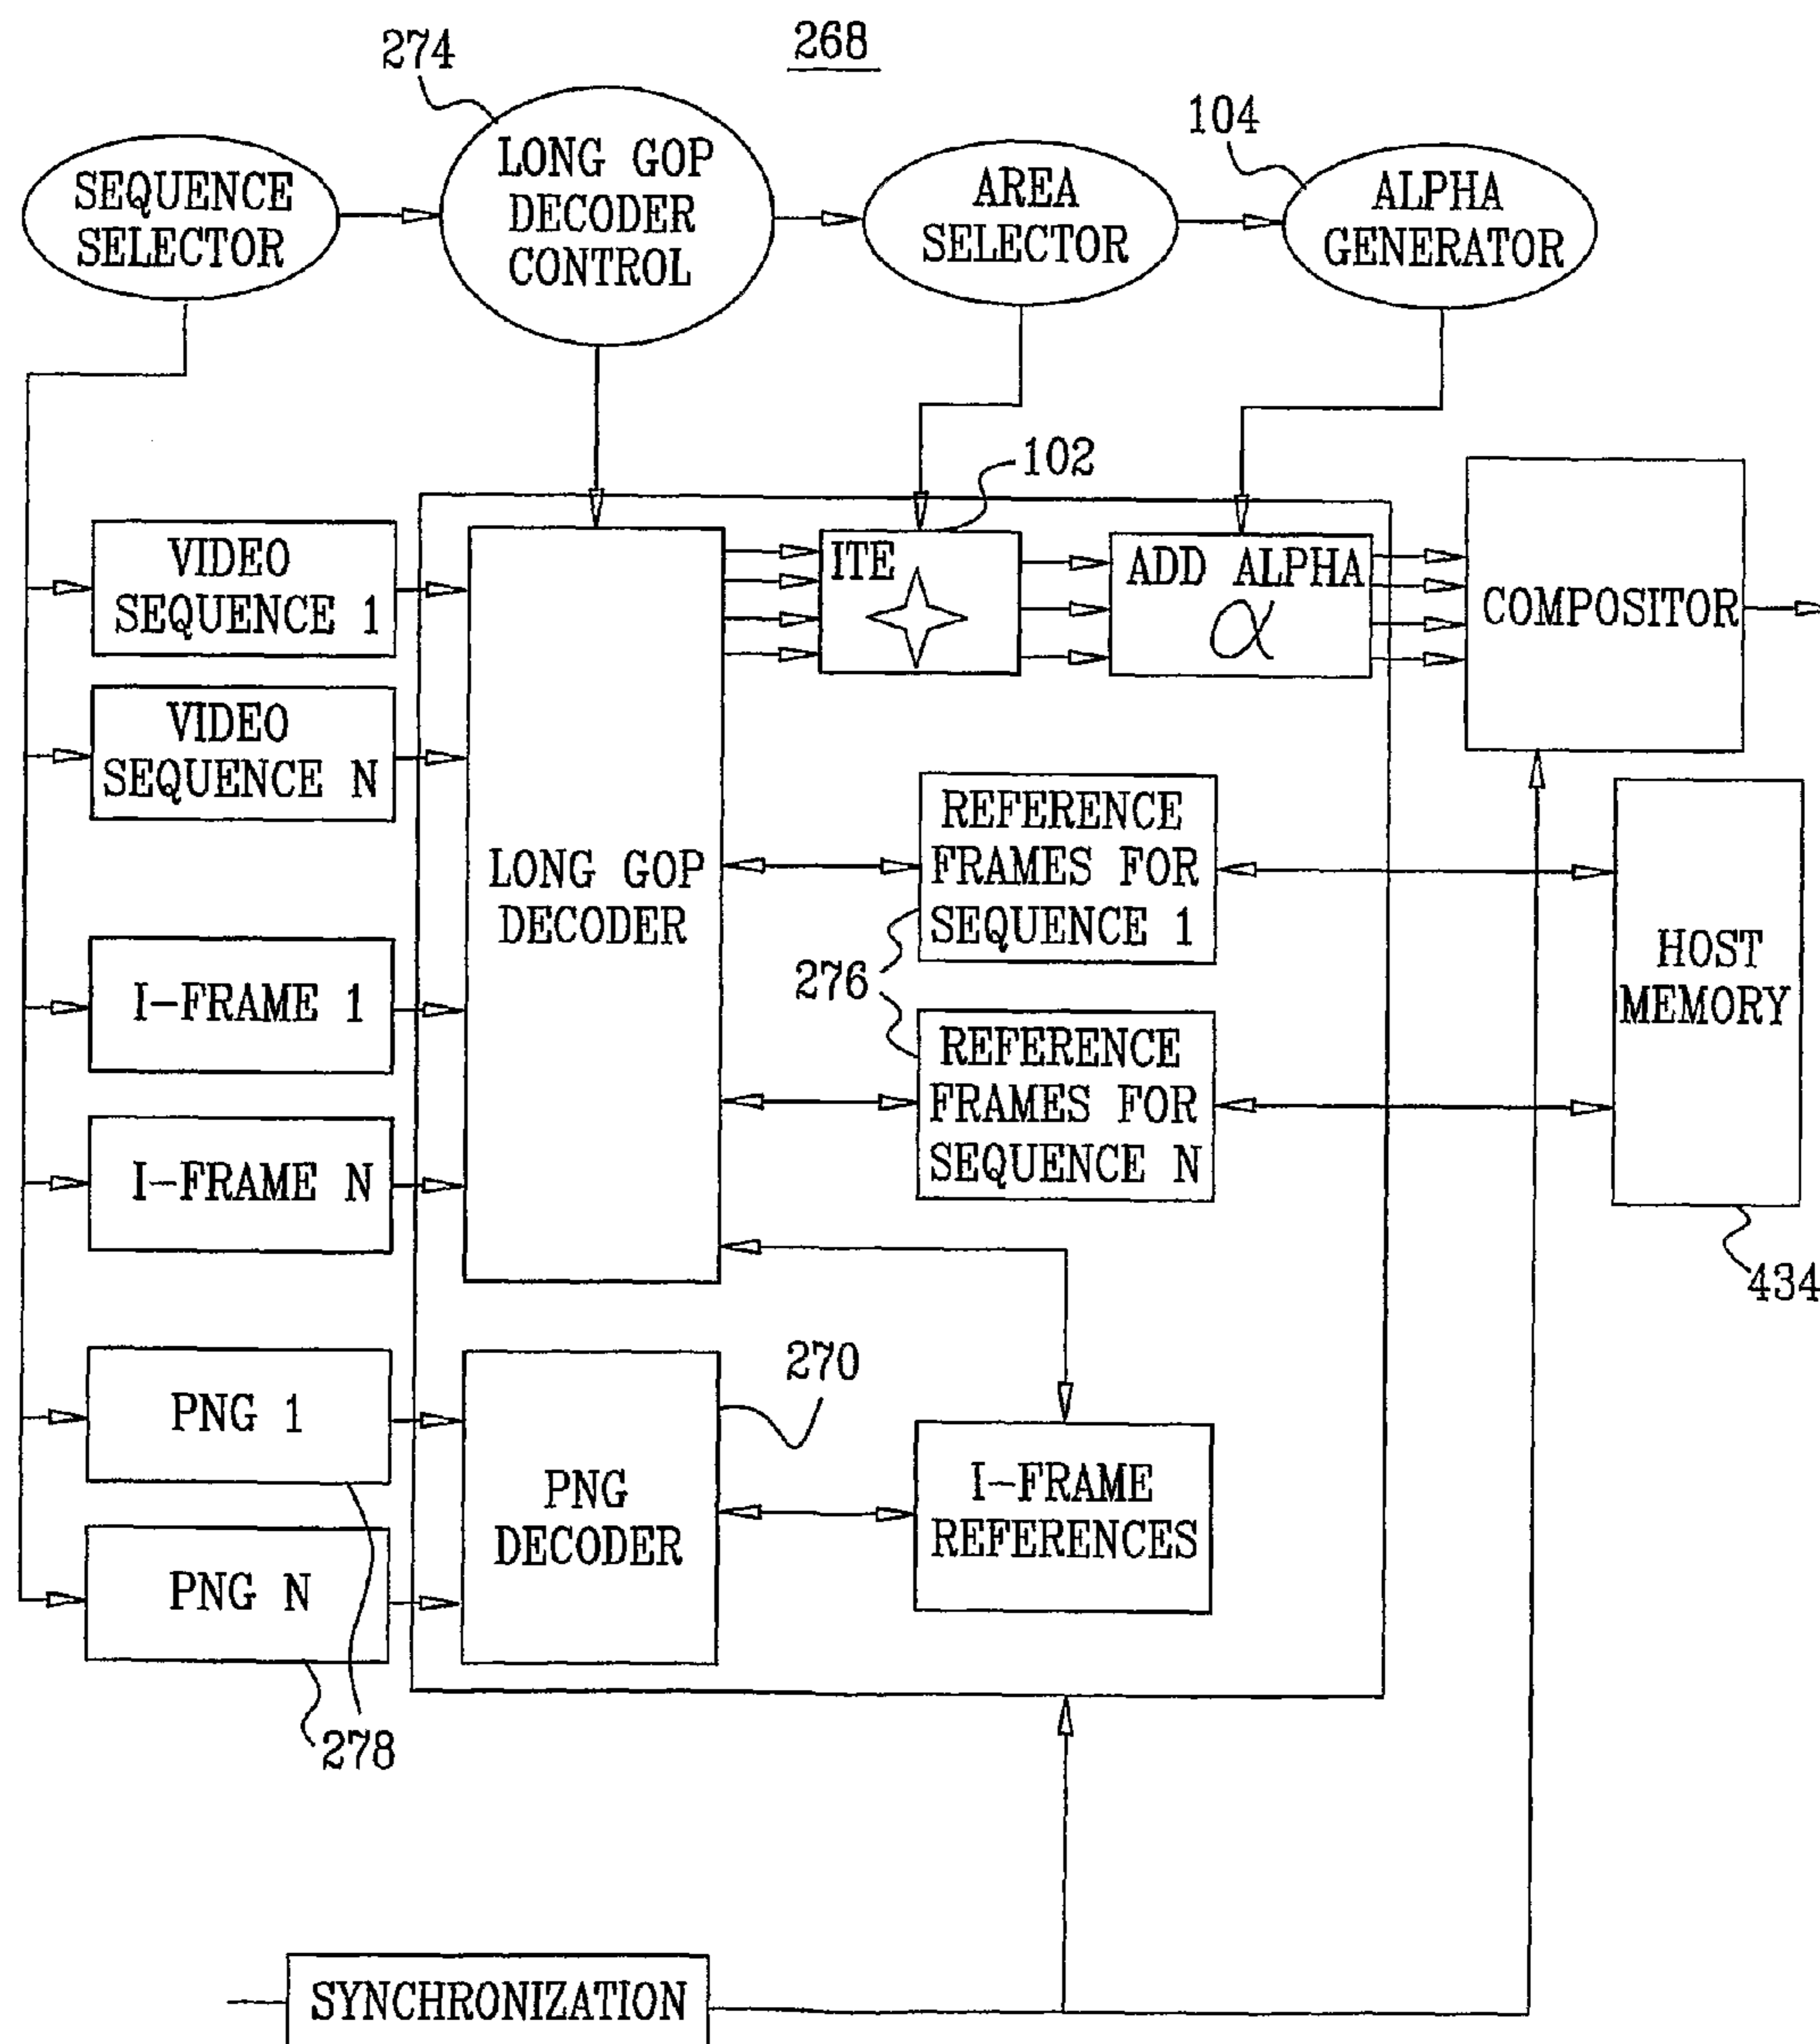 268
274
104
SEQUENCE
SELECTOR
LONG GOP
DECODER
CONTROL
AREA
SELECTOR
ALPHA
GENERATOR
102
VIDEO
SEQUENCE 1
ITE
ADD ALPHA
α
COMPOSITOR
VIDEO
SEQUENCE N
LONG GOP
DECODER
REFERENCE
FRAMES FOR
SEQUENCE 1
276
HOST
MEMORY
I-FRAME 1
REFERENCE
FRAMES FOR
SEQUENCE N
I-FRAME N
434
270
PNG 1
PNG
DECODER
I-FRAME
REFERENCES
PNG N
278
SYNCHRONIZATION